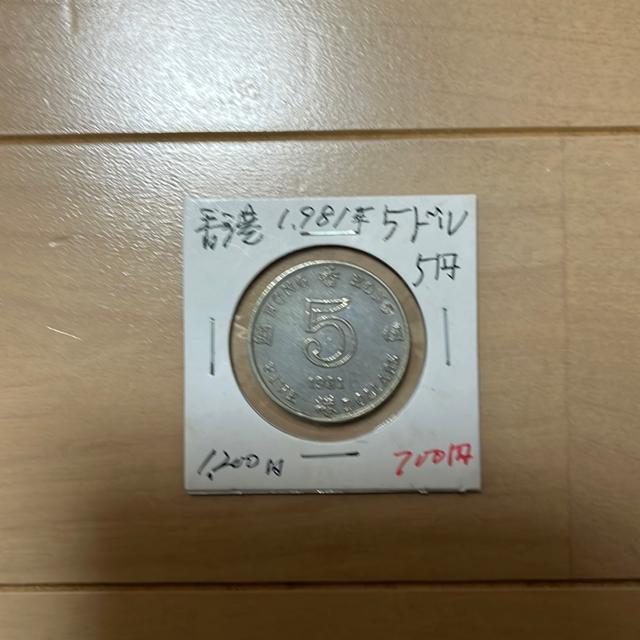 香港 1.981年 5ドル
5円
HONG KONG
香 港
5
1981
伍 圓
FIVE DOLLARS
1,200円
700円